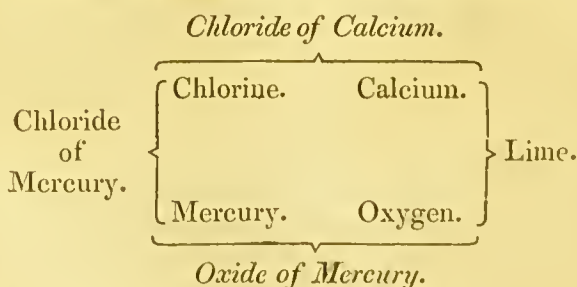 Chloride of Calcium.
Chlorine. Calcium.
Chloride
of
Mercury.
Lime.
Mercury. Oxygen.
Oxide of Mercury.